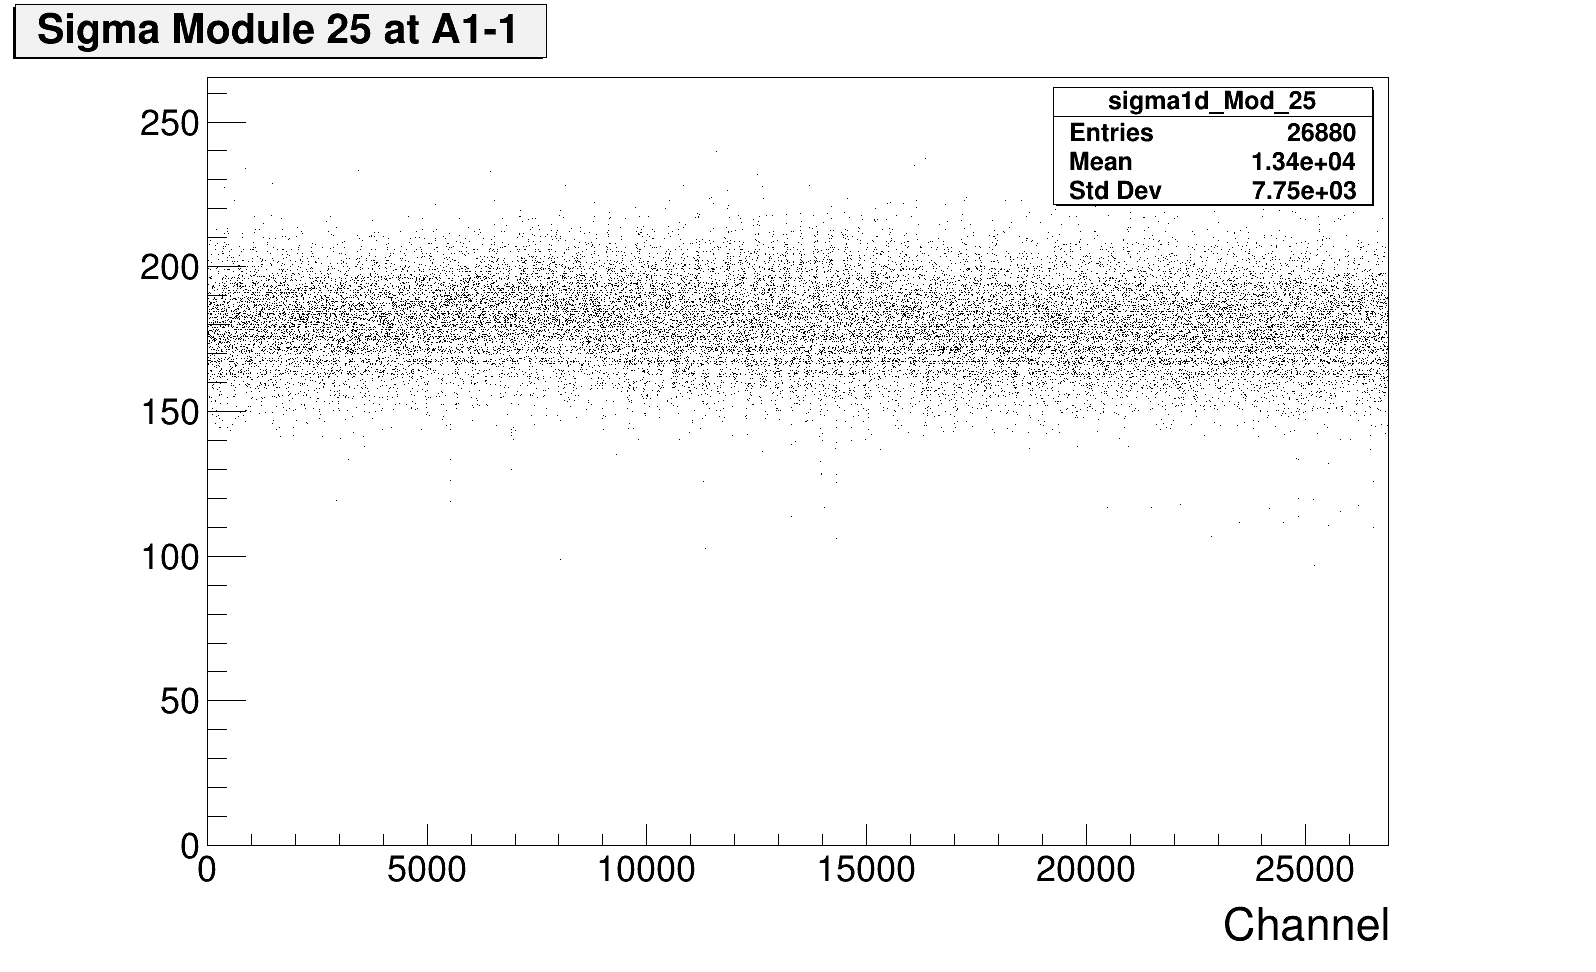 Sigma Module 25 at A1-1
sigma1d_Mod_25
Entries 26880
Mean 1.34e+04
Std Dev 7.75e+03
250
200
150
100
50
0
0 5000 10000 15000 20000 25000
Channel